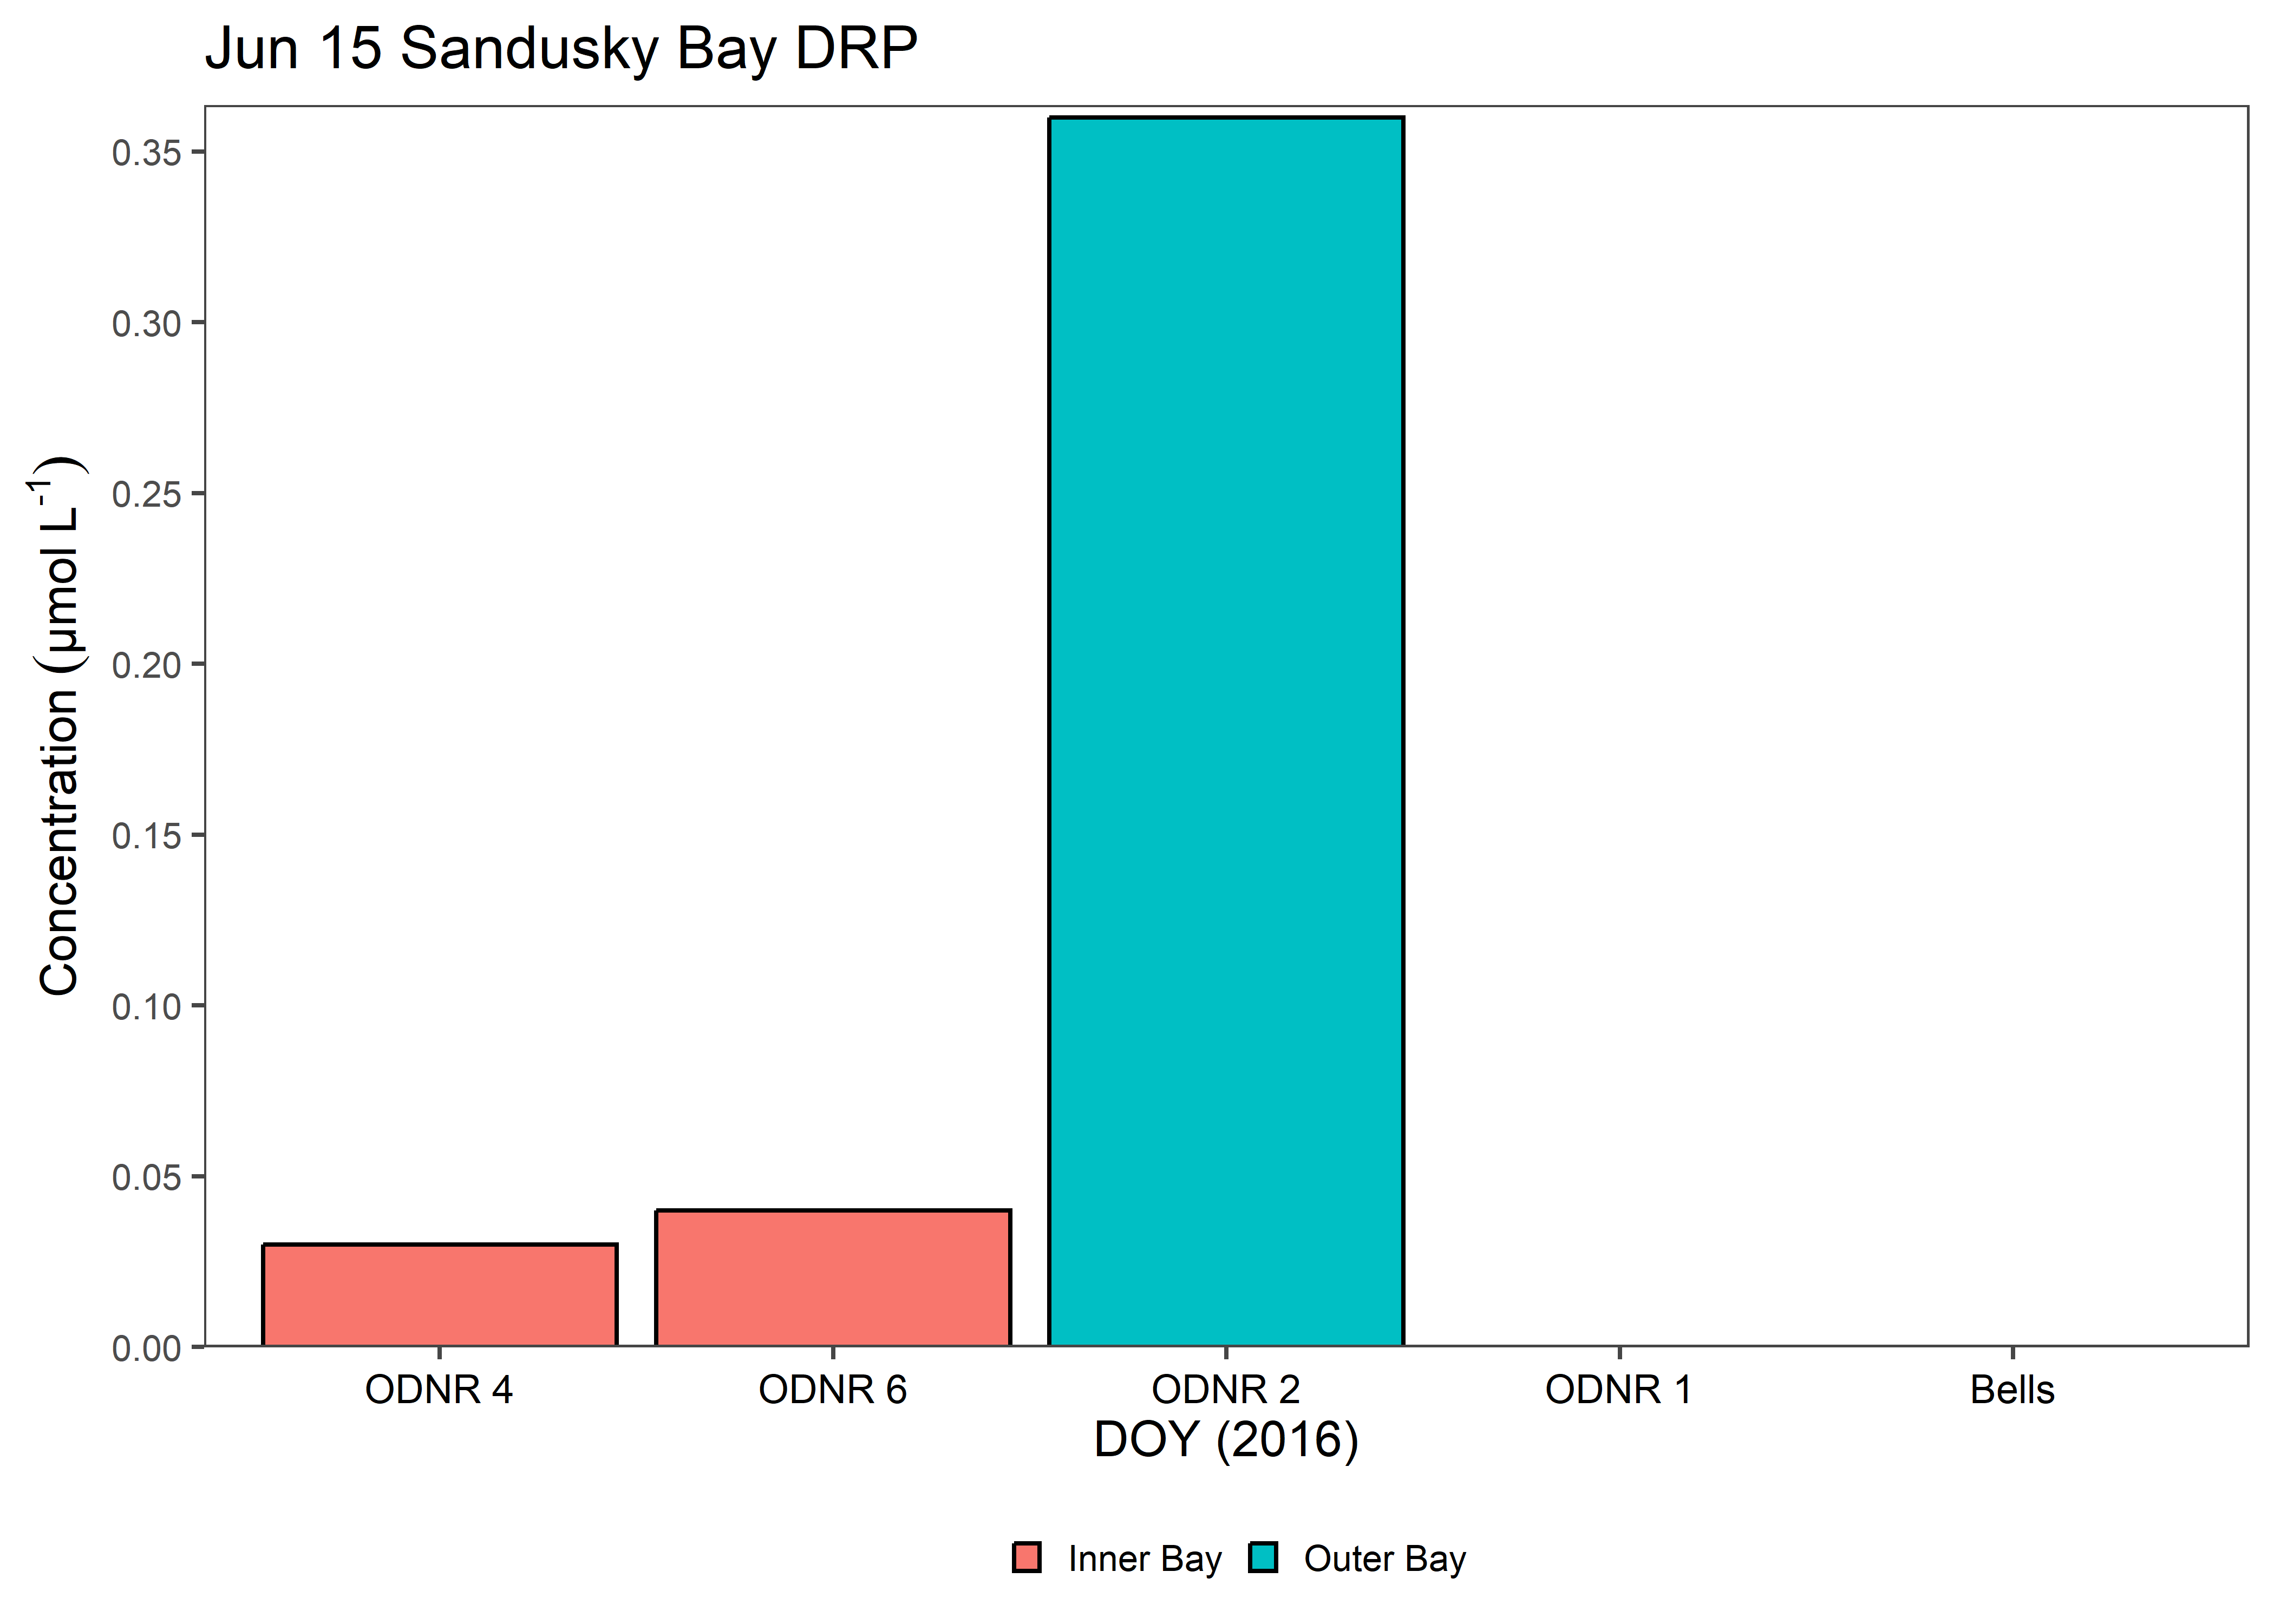 Jun 15 Sandusky Bay DRP
Concentration (µmol L⁻¹)
0.35
0.30
0.25
0.20
0.15
0.10
0.05
0.00
ODNR 4 ODNR 6 ODNR 2 ODNR 1 Bells
DOY (2016)
Inner Bay Outer Bay